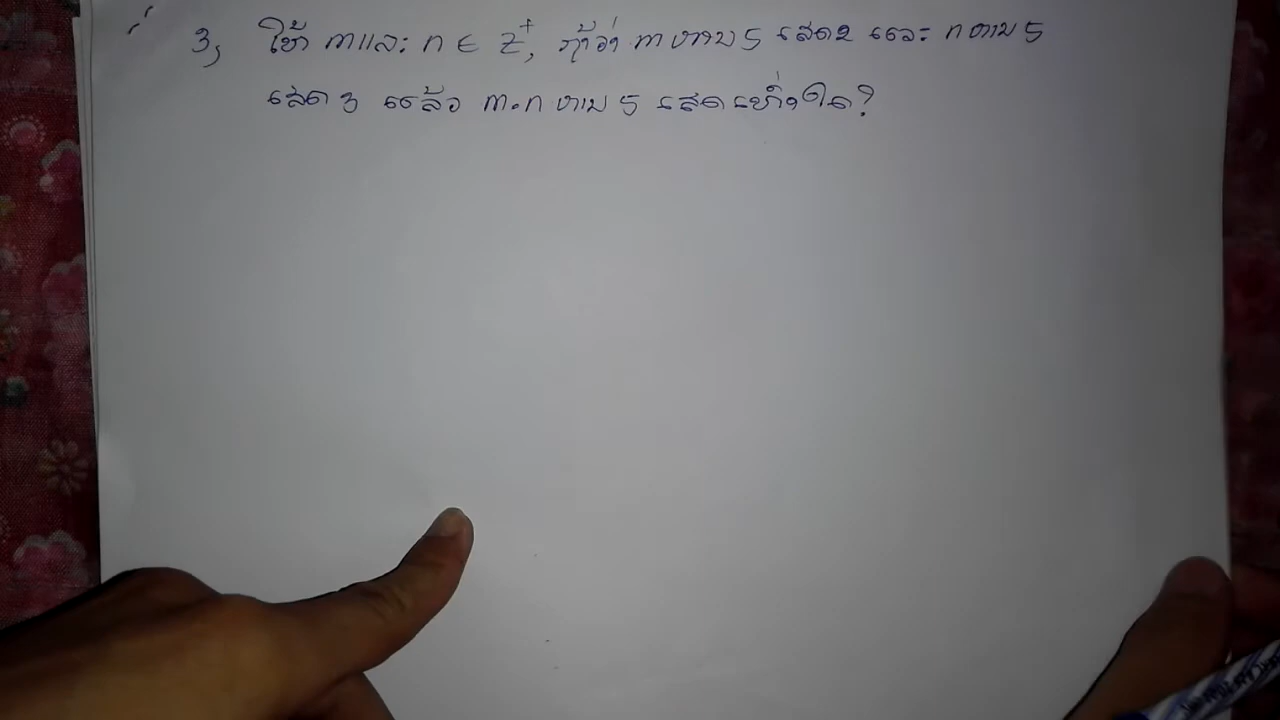 3, ໃຫ້ m ແລະ n ∈ Z⁺, ຖ້າວ່າ m ຫານ 5 ເສດ 2 ແລະ n ຫານ 5
ເສດ 3 ແລ້ວ m.n ຫານ 5 ເສດເທົ່າໃດ?